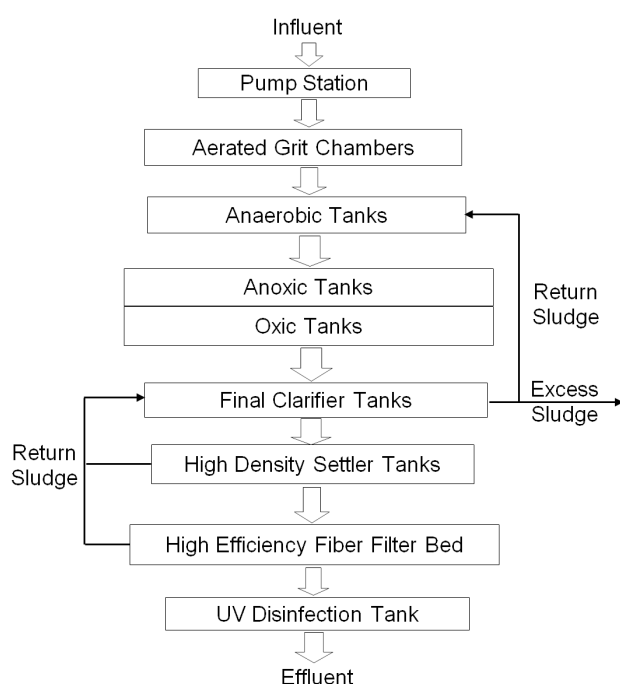 Influent
Pump Station
Aerated Grit Chambers
Anaerobic Tanks
Anoxic Tanks
Return
Sludge
Oxic Tanks
Final Clarifier Tanks
Excess
Sludge
Return
Sludge
High Density Settler Tanks
High Efficiency Fiber Filter Bed
UV Disinfection Tank
Effluent